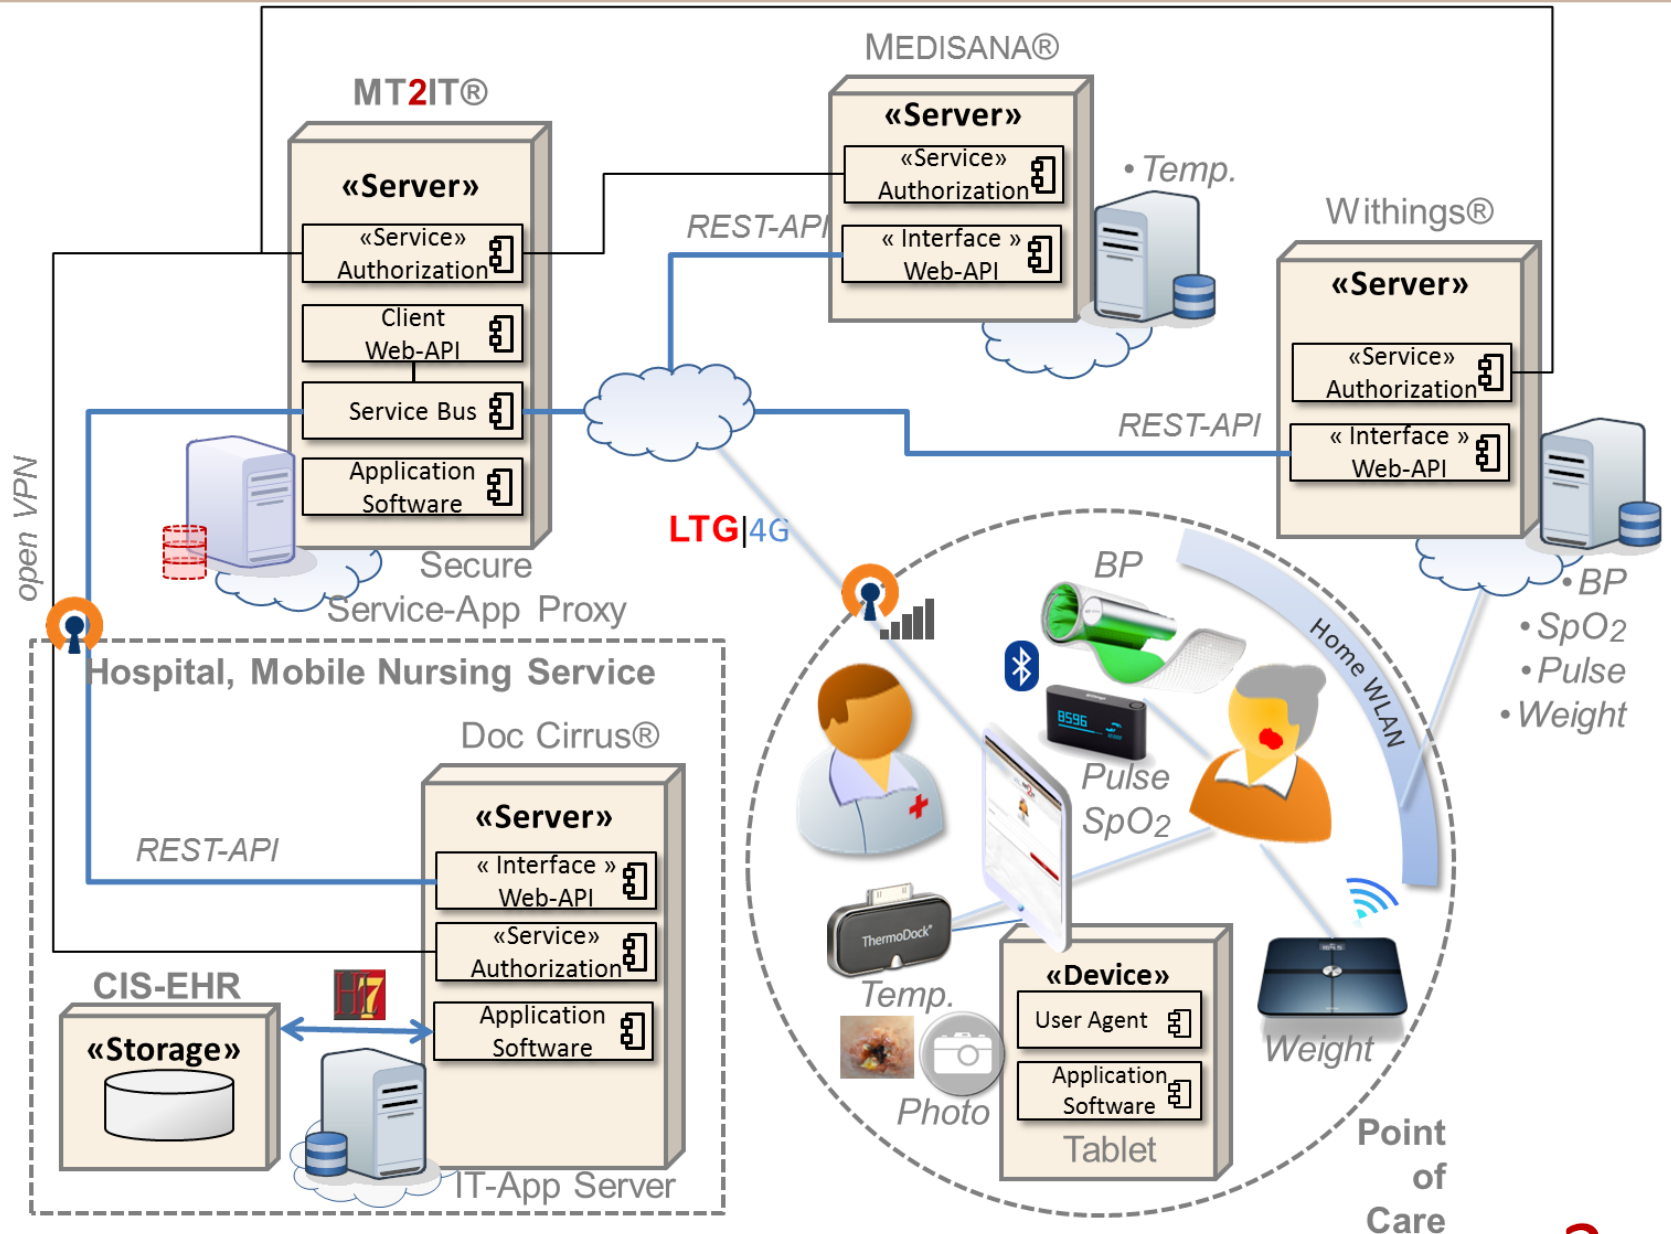 MEDISANA®
MT2IT®
«Server»
«Service»
Authorization
« Interface »
Web-API
• Temp.
REST-API
Withings®
«Server»
«Service»
Authorization
« Interface »
Web-API
REST-API
• BP
• SpO2
• Pulse
• Weight
«Server»
«Service»
Authorization
Client
Web-API
Service Bus
Application
Software
Secure
Service-App Proxy
open VPN
LTG|4G
Hospital, Mobile Nursing Service
Doc Cirrus®
«Server»
« Interface »
Web-API
«Service»
Authorization
Application
Software
REST-API
CIS-EHR
«Storage»
H7
IT-App Server
BP
Home WLAN
8596
Pulse
SpO2
ThermoDock®
Temp.
Photo
«Device»
User Agent
Application
Software
Tablet
Weight
Point
of
Care